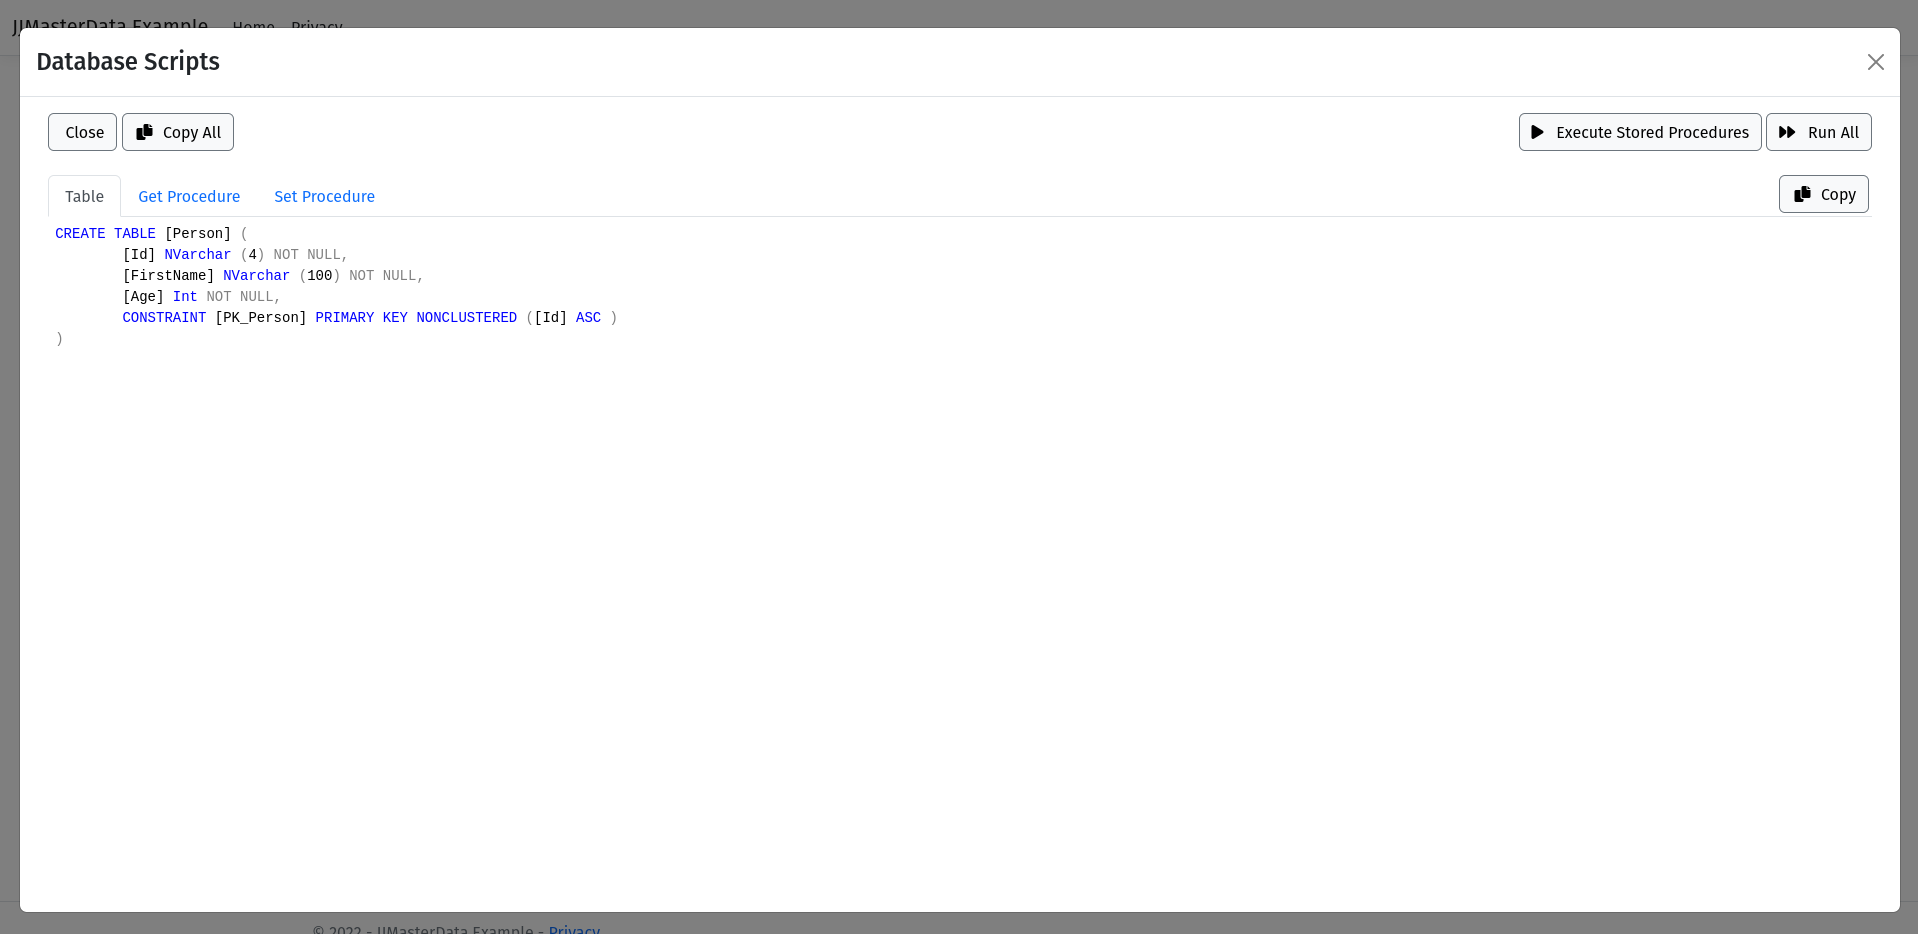 JJMasterData Example Home Privacy
Database Scripts
Close Copy All Execute Stored Procedures Run All
Table Get Procedure Set Procedure Copy
CREATE TABLE [Person] (
[Id] NVarchar (4) NOT NULL,
[FirstName] NVarchar (100) NOT NULL,
[Age] Int NOT NULL,
CONSTRAINT [PK_Person] PRIMARY KEY NONCLUSTERED ([Id] ASC )
)
© 2022 - JJMasterData Example - Privacy